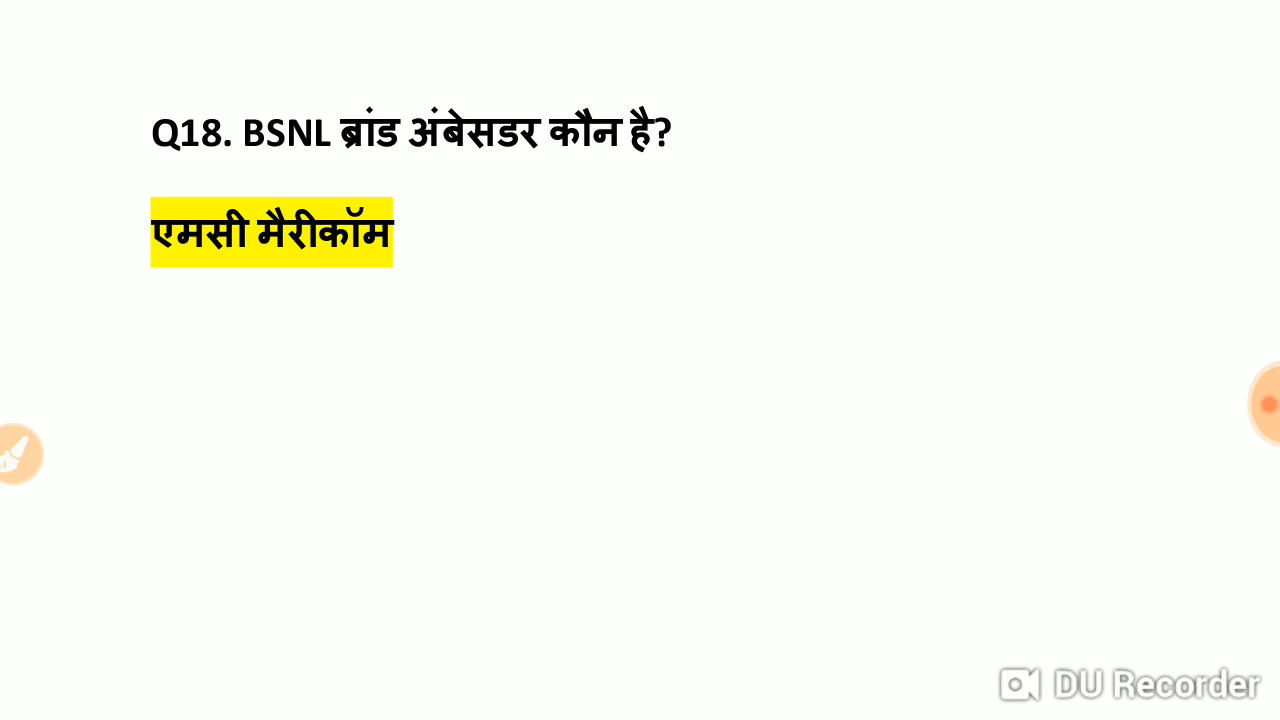 Q18. BSNL ब्रांड अंबेसडर कौन है?
एमसी मैरीकॉम
DU Recorder